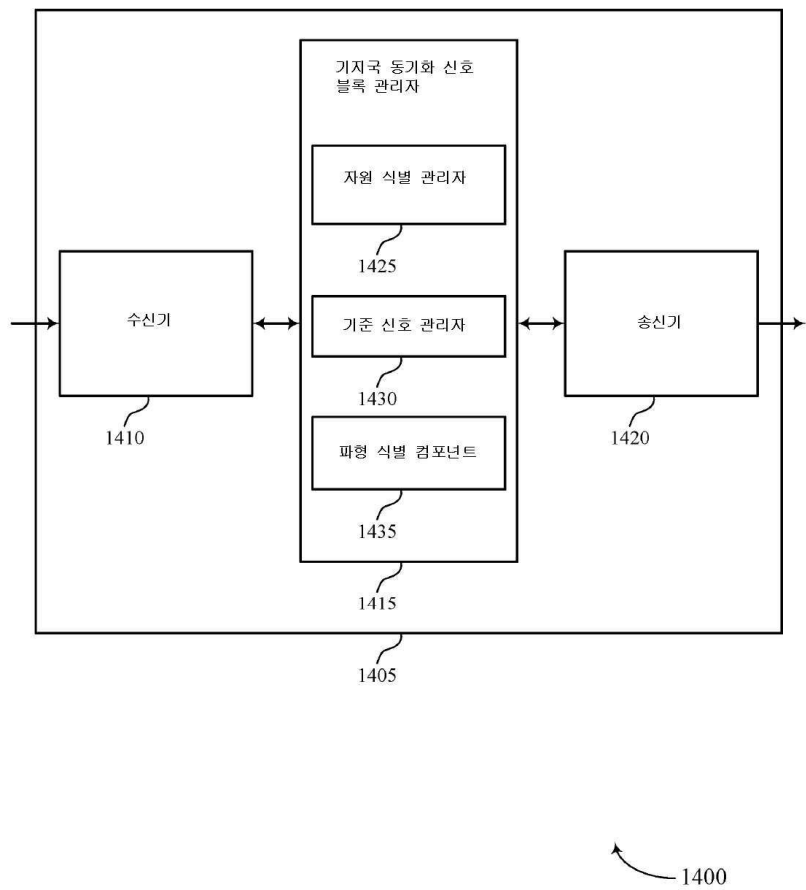 기지국 동기화 신호
블록 관리자
자원 식별 관리자
1425
수신기
1410
기준 신호 관리자
1430
송신기
1420
파형 식별 컴포넌트
1435
1415
1405
1400